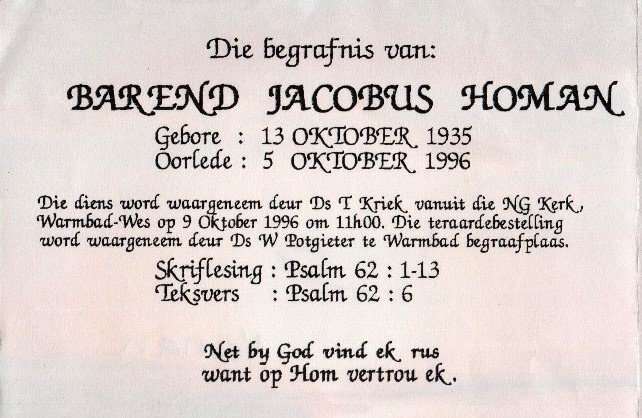 Die begrafnis van:
BAREND JACOBUS HOMAN
Gebore : 13 OKTOBER 1935
Oorlede : 5 OKTOBER 1996
Die diens word waargeneem deur Ds T Kriek vanuit die NG Kerk,
Warmbad-Wes op 9 Oktober 1996 om 11h00. Die teraardebestelling
word waargeneem deur Ds W Potgieter te Warmbad begraafplaas.
Skriflesing : Psalm 62 : 1-13
Teksvers : Psalm 62 : 6
Net by God vind ek rus
want op Hom vertrou ek.